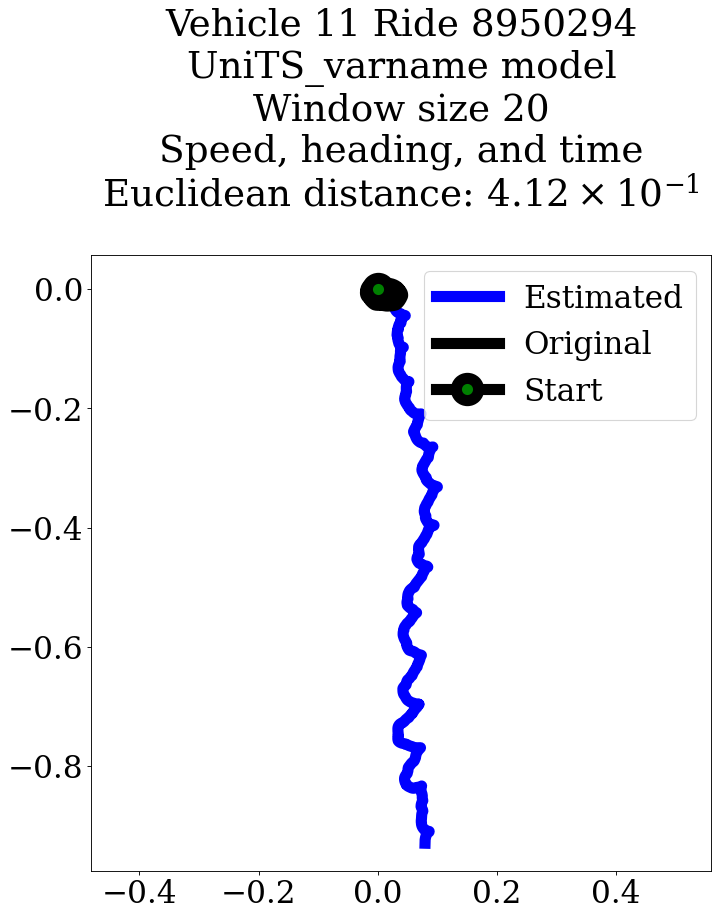 Vehicle 11 Ride 8950294
UniTS_varname model
Window size 20
Speed, heading, and time
Euclidean distance: 4.12 × 10⁻¹
Estimated
Original
Start
0.0
−0.2
−0.4
−0.6
−0.8
−0.4 −0.2 0.0 0.2 0.4